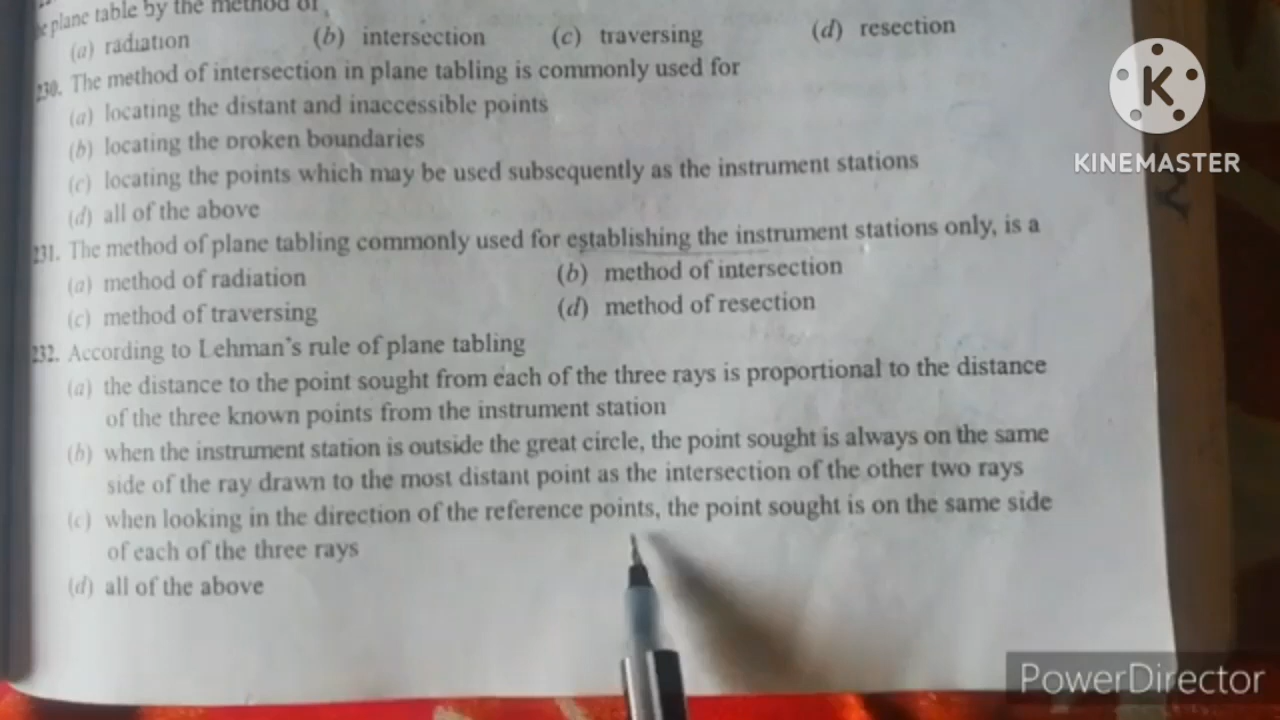 plane table by the method of
(a) radiation (b) intersection (c) traversing (d) resection
230. The method of intersection in plane tabling is commonly used for
(a) locating the distant and inaccessible points
(b) locating the broken boundaries
(c) locating the points which may be used subsequently as the instrument stations
(d) all of the above
231. The method of plane tabling commonly used for establishing the instrument stations only, is a
(a) method of radiation (b) method of intersection
(c) method of traversing (d) method of resection
232. According to Lehman's rule of plane tabling
(a) the distance to the point sought from each of the three rays is proportional to the distance
of the three known points from the instrument station
(b) when the instrument station is outside the great circle, the point sought is always on the same
side of the ray drawn to the most distant point as the intersection of the other two rays
(c) when looking in the direction of the reference points, the point sought is on the same side
of each of the three rays
(d) all of the above
K
KINEMASTER
PowerDirector